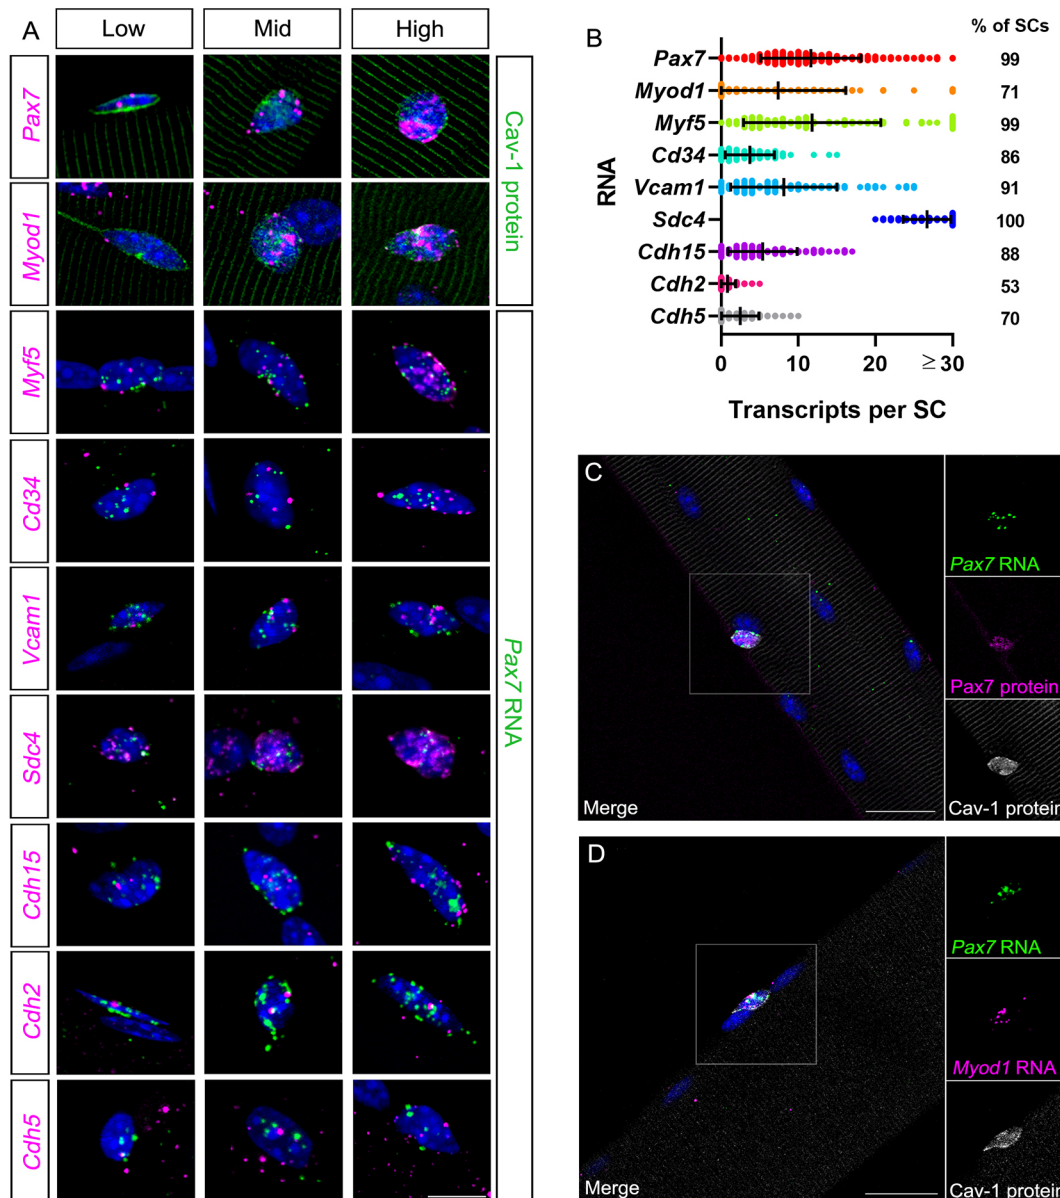 A
Low
Mid
High
Pax7
Myod1
Cav-1 protein
Myf5
Cd34
Vcam1
Sdc4
Cdh15
Cdh2
Cdh5
Pax7 RNA
B
% of SCs
Pax7 99
Myod1 71
Myf5 99
Cd34 86
Vcam1 91
Sdc4 100
Cdh15 88
Cdh2 53
Cdh5 70
RNA
0 10 20 ≥ 30
Transcripts per SC
C
Pax7 RNA
Pax7 protein
Merge
Cav-1 protein
D
Pax7 RNA
Myod1 RNA
Merge
Cav-1 protein